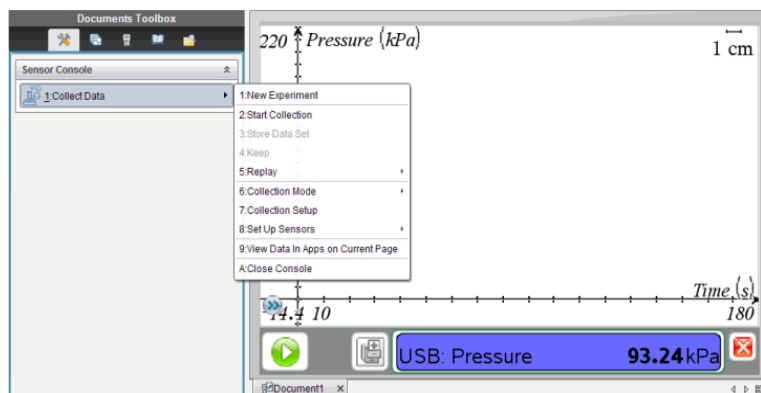 Documents Toolbox
Sensor Console
1:Collect Data
1:New Experiment
2:Start Collection
3:Store Data Set
4:Keep
5:Replay
6:Collection Mode
7:Collection Setup
8:Set Up Sensors
9:View Data In Apps on Current Page
A:Close Console
220 Pressure (kPa)
1 cm
Time (s)
-14.4 10 180
USB: Pressure 93.24kPa
Document1